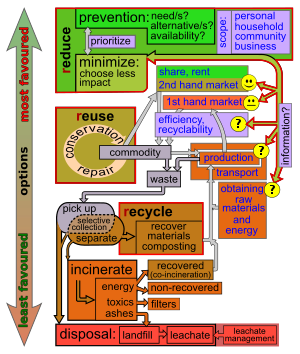 most favoured
options
least favoured
reduce
prevention:
need/s?
alternative/s?
availability?
prioritize
scope:
personal
household
community
business
minimize:
choose less
impact
share, rent
2nd hand market
1st hand market
efficiency,
recyclability
information?
reuse
conservation
repair
commodity
production
transport
waste
obtaining
raw
materials
and
energy
pick up
selective
collection
separate
recycle
recover
materials
composting
incinerate
energy
toxics
ashes
recovered
(co-incineration)
non-recovered
filters
disposal:
landfill
leachate
leachate
management
?
?
?